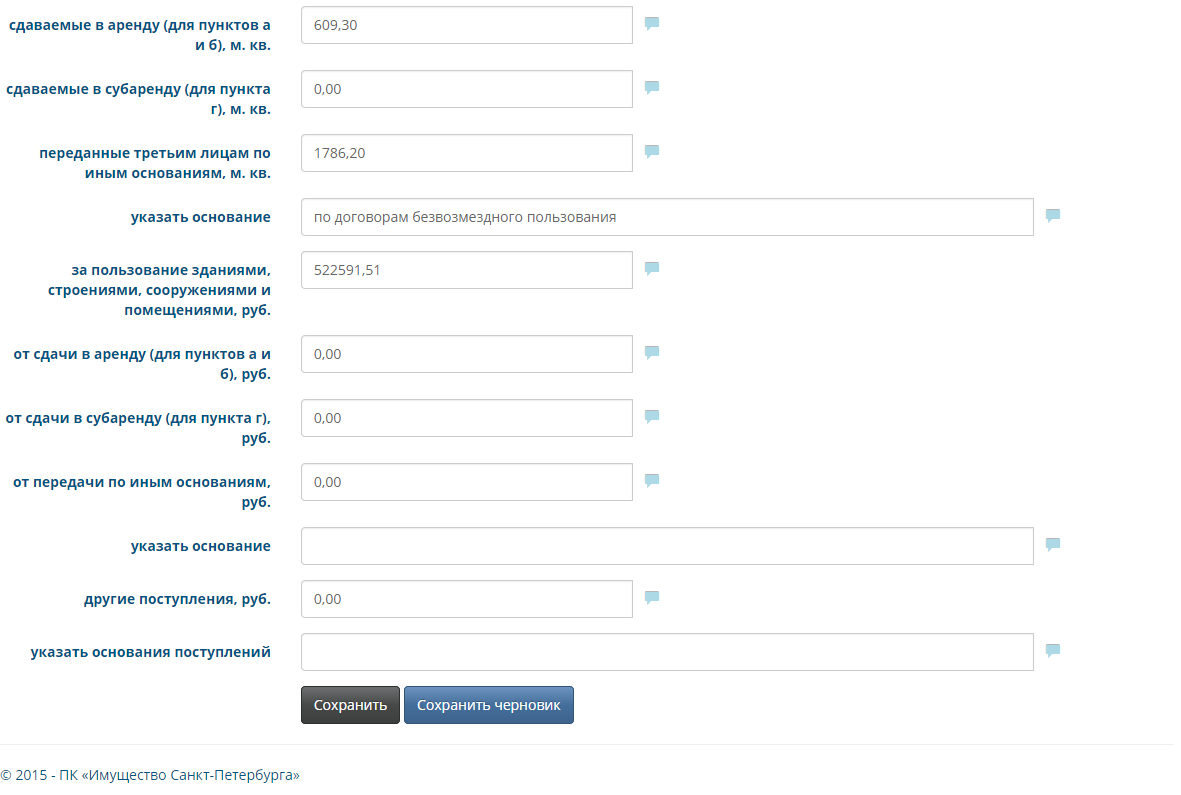 сдаваемые в аренду (для пунктов а
и б), м. кв.
609,30
сдаваемые в субаренду (для пункта
г), м. кв.
0,00
переданные третьим лицам по
иным основаниям, м. кв.
1786,20
указать основание
по договорам безвозмездного пользования
за пользование зданиями,
строениями, сооружениями и
помещениями, руб.
522591,51
от сдачи в аренду (для пунктов а и
б), руб.
0,00
от сдачи в субаренду (для пункта г),
руб.
0,00
от передачи по иным основаниям,
руб.
0,00
указать основание
другие поступления, руб.
0,00
указать основания поступлений
Сохранить
Сохранить черновик
© 2015 - ПК «Имущество Санкт-Петербурга»